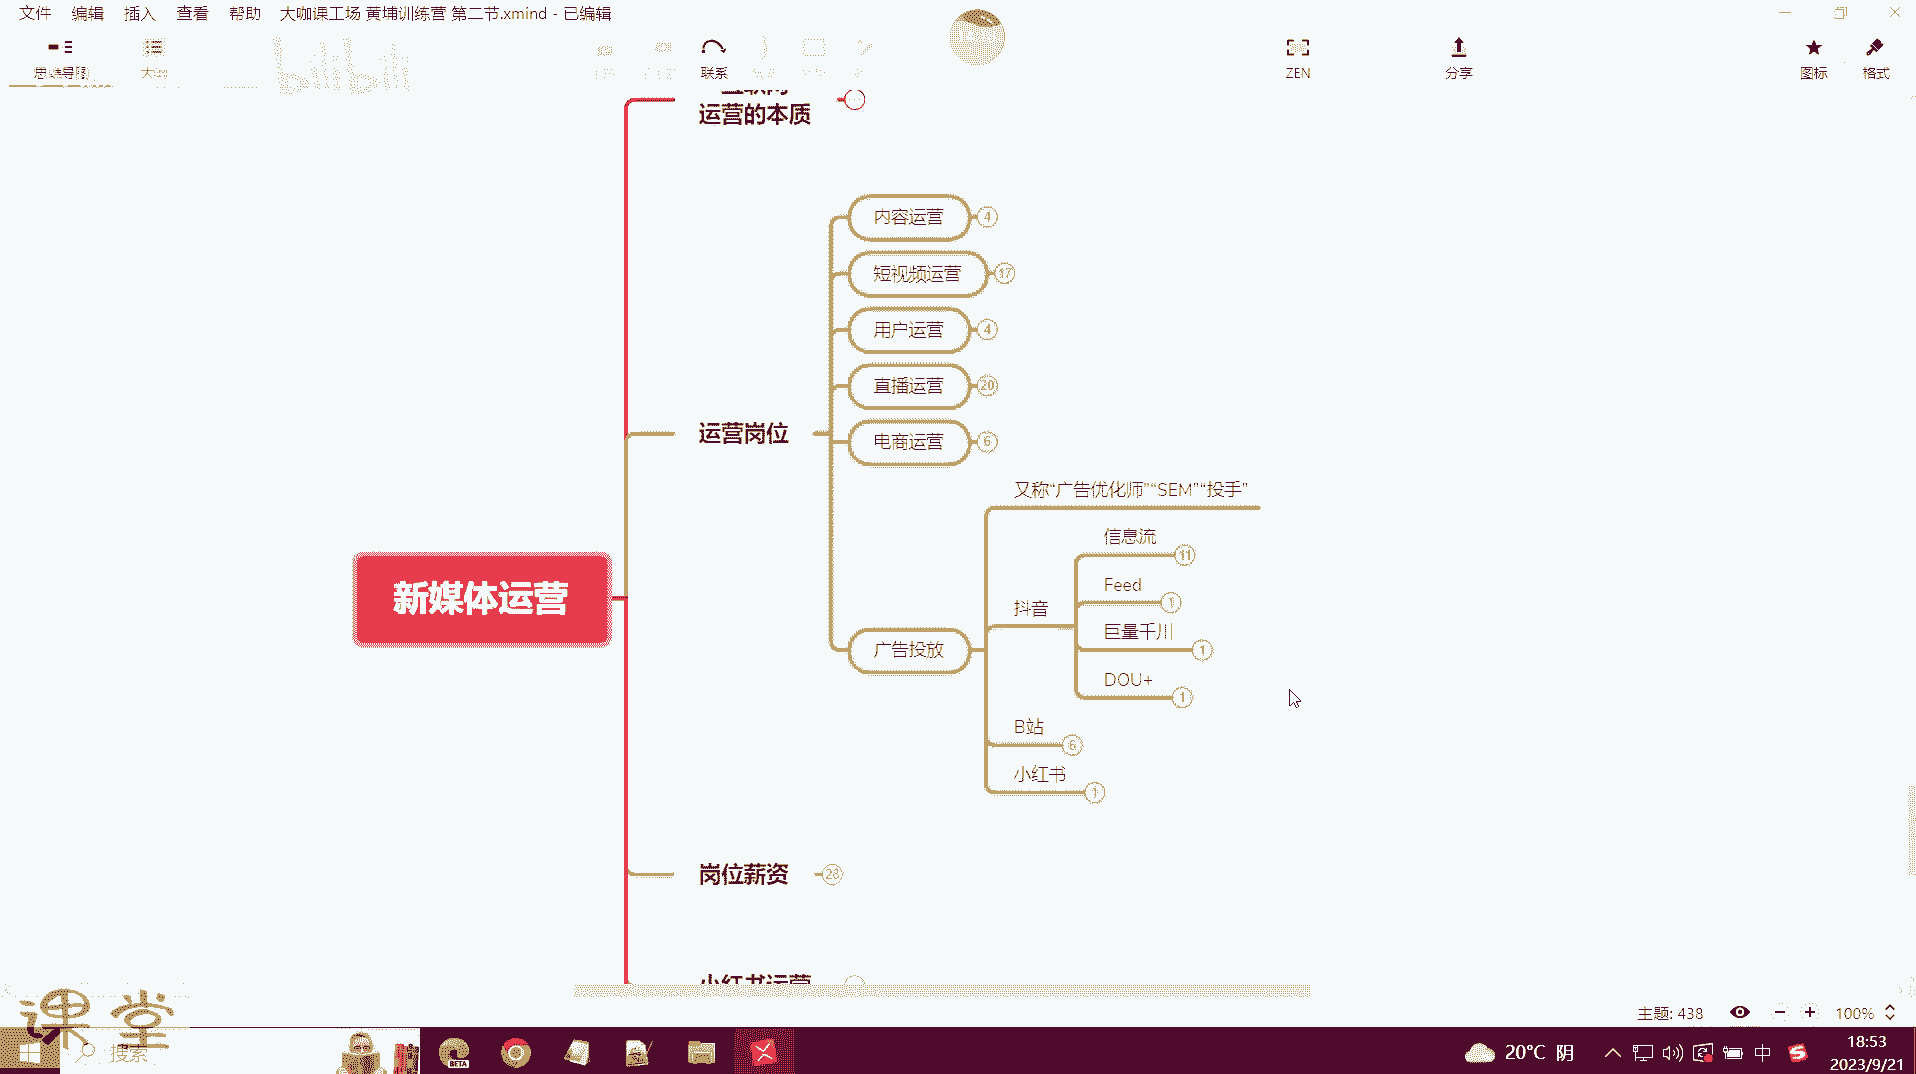 文件 编辑 插入 查看 帮助 大咖课工场 黄埔训练营 第二节.xmind - 已编辑
思维导图 大纲 联系 ZEN 分享 图标 格式
bilibili
运营的本质
内容运营 4
短视频运营 17
用户运营 4
直播运营 20
运营岗位
电商运营 6
又称“广告优化师”“SEM”“投手”
信息流 11
Feed 1
抖音
巨量千川 1
广告投放
DOU+ 1
B站 6
小红书 1
新媒体运营
岗位薪资 28
小红书运营
主题: 438 100%
课堂
搜索
BETA
20°C 阴
中
18:53
2023/9/21